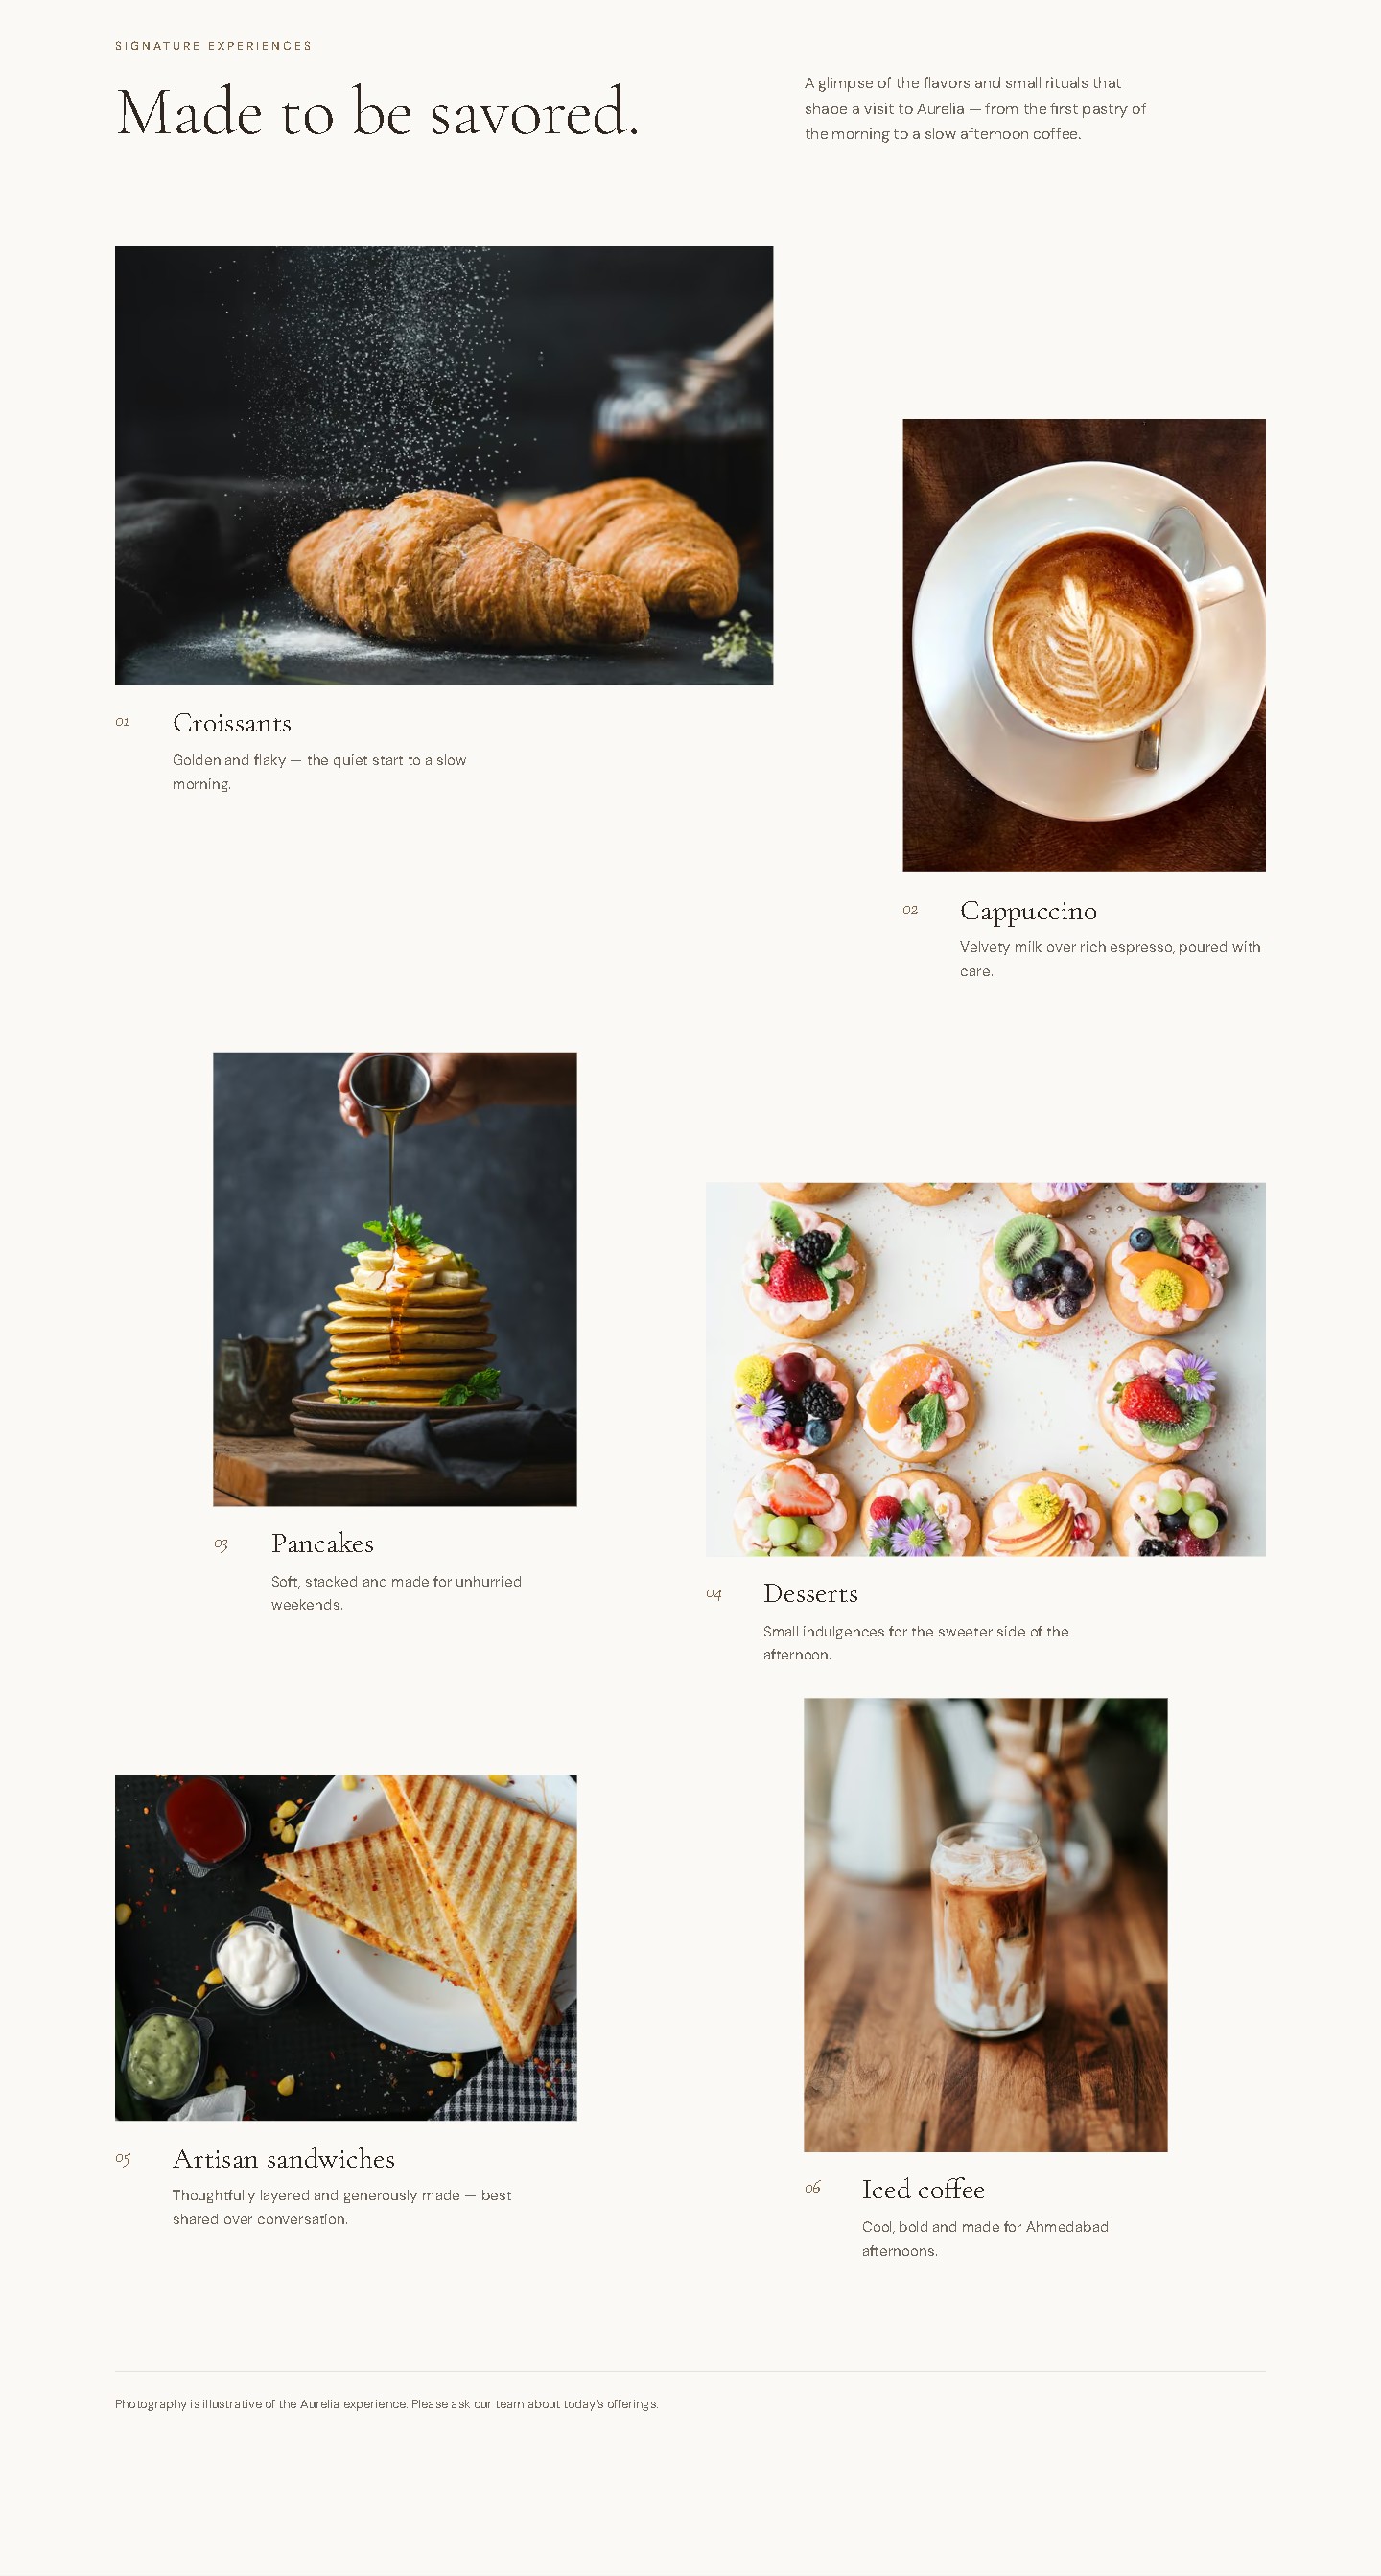 SIGNATURE EXPERIENCES
Made to be savored.
A glimpse of the flavors and small rituals that
shape a visit to Aurelia — from the first pastry of
the morning to a slow afternoon coffee.
01
Croissants
Golden and flaky — the quiet start to a slow
morning.
02
Cappuccino
Velvety milk over rich espresso, poured with
care.
03
Pancakes
Soft, stacked and made for unhurried
weekends.
04
Desserts
Small indulgences for the sweeter side of the
afternoon.
05
Artisan sandwiches
Thoughtfully layered and generously made — best
shared over conversation.
06
Iced coffee
Cool, bold and made for Ahmedabad
afternoons.
Photography is illustrative of the Aurelia experience. Please ask our team about today’s offerings.